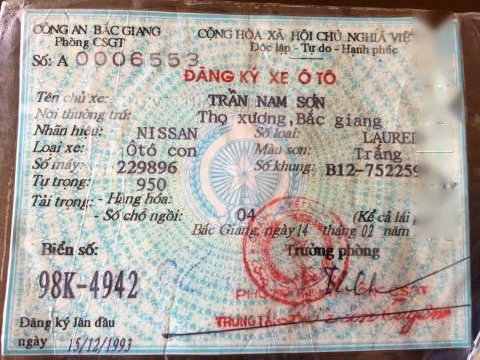 CÔNG AN BẮC GIANG
Phòng CSGT
CỘNG HÒA XÃ HỘI CHỦ NGHĨA VIỆ
Độc lập - Tự do - Hạnh phúc
Số: A 0006553
ĐĂNG KÝ XE Ô TÔ
Tên chủ xe: TRẦN NAM SƠN
Nơi thường trú: Thọ xương, Bắc giang
Nhãn hiệu: NISSAN Số loại: LAUREL
Loại xe: Ôtô con Màu sơn: Trắng
Số máy: 229896 Số khung: B12-752259
Tự trọng: 950
Tải trọng: - Hàng hóa:
- Số chỗ ngồi: 04 (Kể cả lái
Bắc Giang, ngày 14 tháng 02 năm
Biển số: Trưởng phòng
98K-4942
TRUNG TÁ:
Đăng ký lần đầu
ngày 15/12/1993